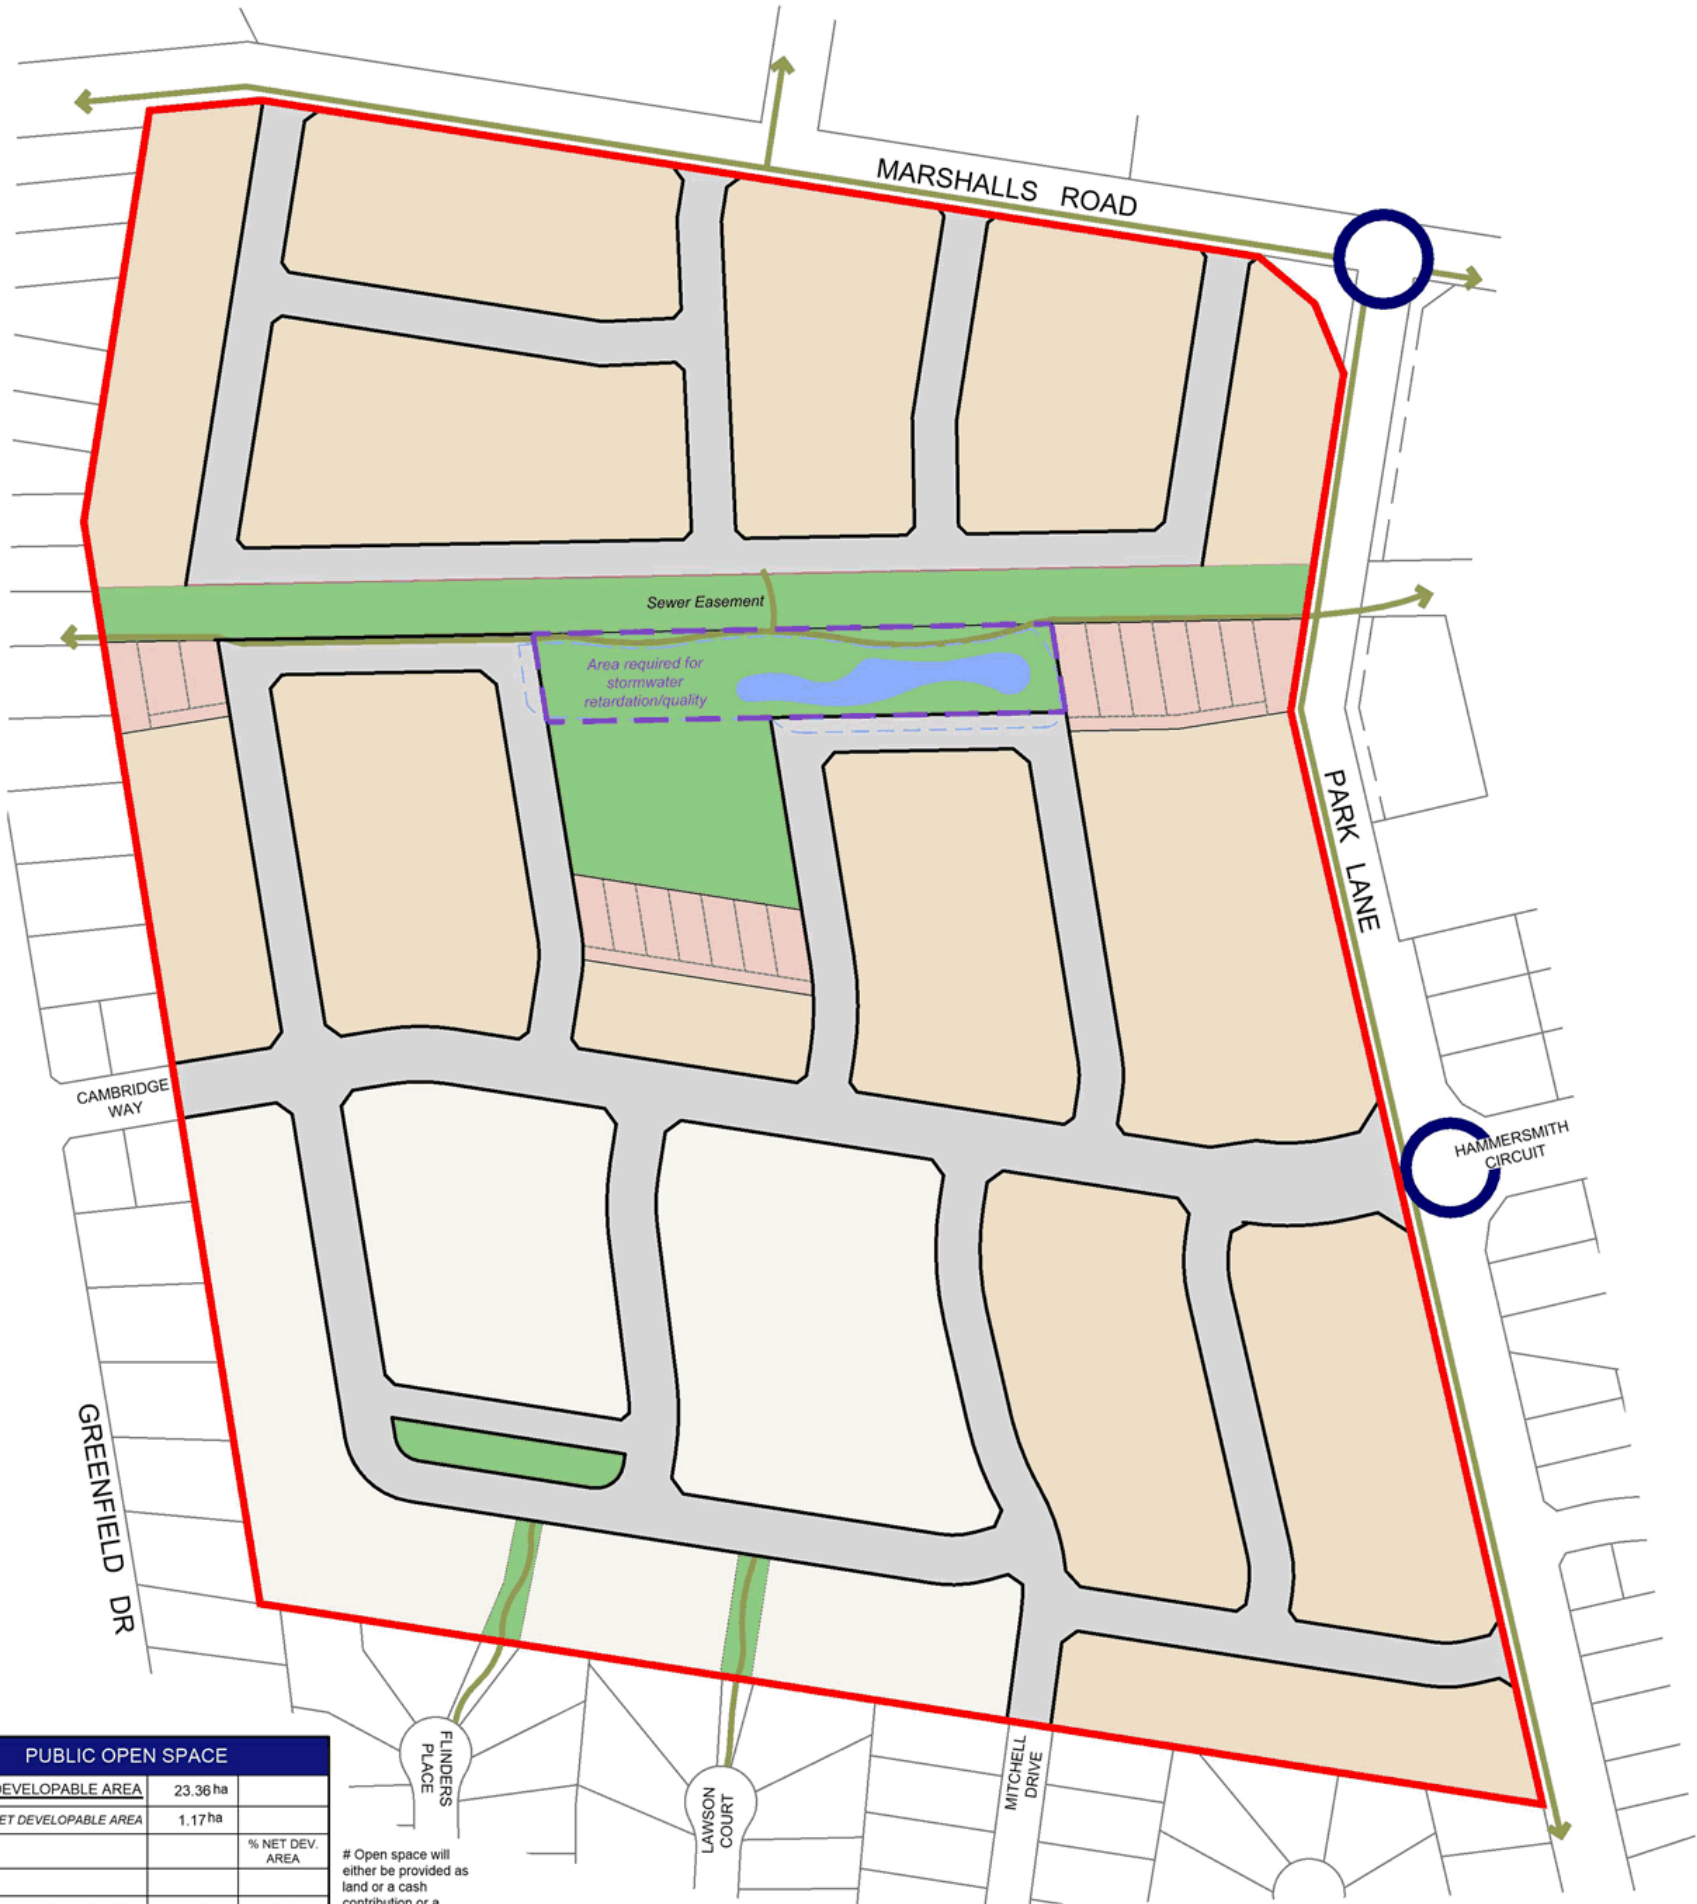 MARSHALLS ROAD
Sewer Easement
Area required for
stormwater
retardation/quality
PARK LANE
CAMBRIDGE
WAY
HAMMERSMITH
CIRCUIT
GREENFIELD DR
FLINDERS
PLACE
LAWSON
COURT
MITCHELL
DRIVE
PUBLIC OPEN SPACE
DEVELOPABLE AREA 23.36 ha
ET DEVELOPABLE AREA 1.17 ha
% NET DEV.
AREA
# Open space will
either be provided as
land or a cash
contribution or a